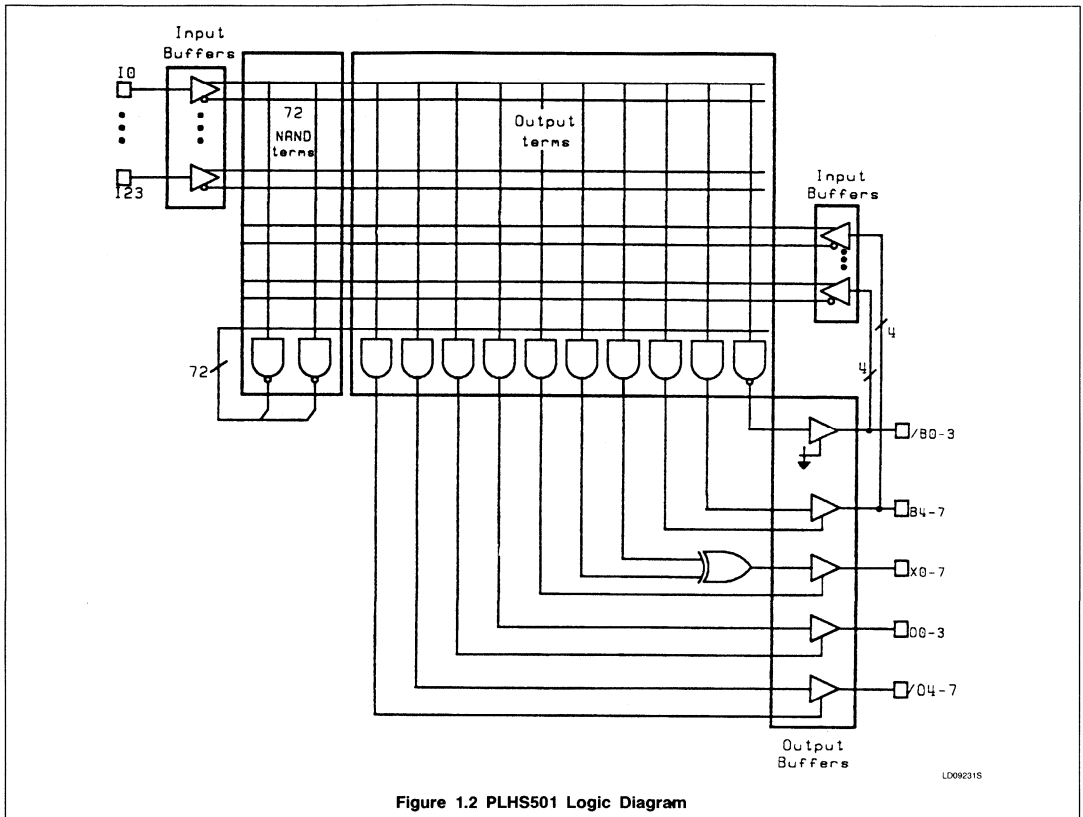 Input
Buffers
I0
72
NAND
terms
Output
terms
I23
Input
Buffers
4
72
4
/B0-3
B4-7
X0-7
O0-3
/O4-7
Output
Buffers
LD09231S
Figure 1.2 PLHS501 Logic Diagram